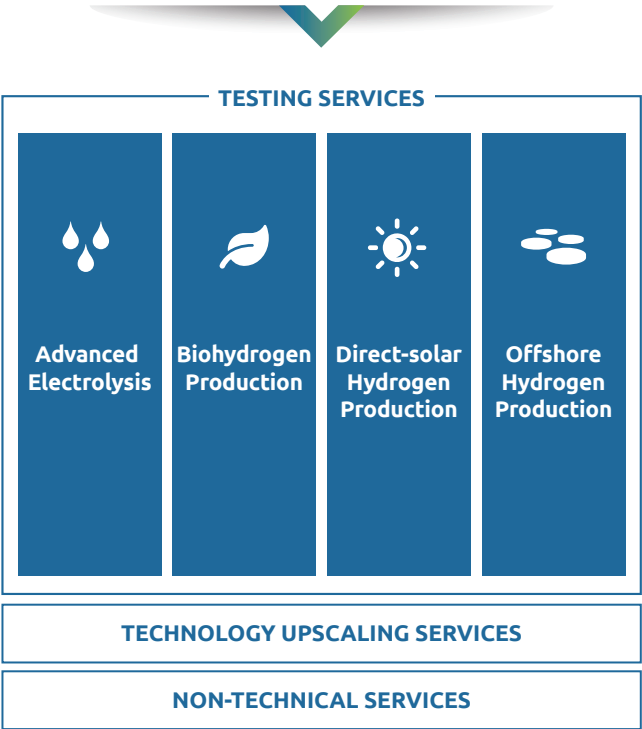 TESTING SERVICES
Advanced
Electrolysis
Biohydrogen
Production
Direct-solar
Hydrogen
Production
Offshore
Hydrogen
Production
TECHNOLOGY UPSCALING SERVICES
NON-TECHNICAL SERVICES